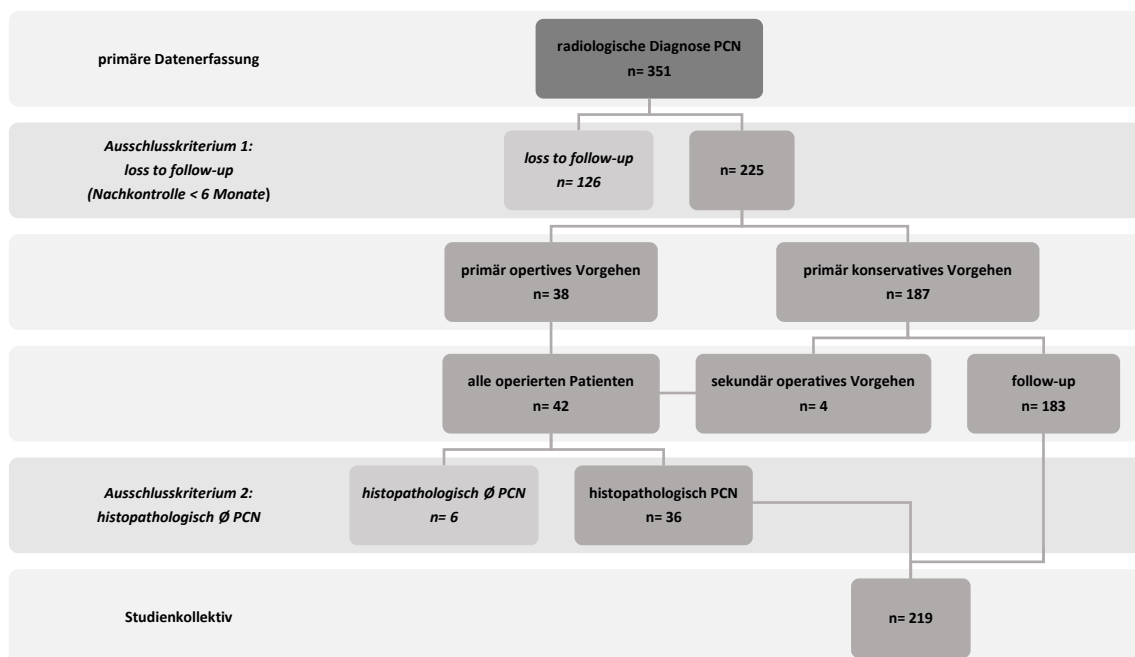 primäre Datenerfassung
radiologische Diagnose PCN
n= 351
Ausschlusskriterium 1:
loss to follow-up
(Nachkontrolle < 6 Monate)
loss to follow-up
n= 126
n= 225
primär opertives Vorgehen
n= 38
primär konservatives Vorgehen
n= 187
alle operierten Patienten
n= 42
sekundär operatives Vorgehen
n= 4
follow-up
n= 183
Ausschlusskriterium 2:
histopathologisch Ø PCN
histopathologisch Ø PCN
n= 6
histopathologisch PCN
n= 36
Studienkollektiv
n= 219